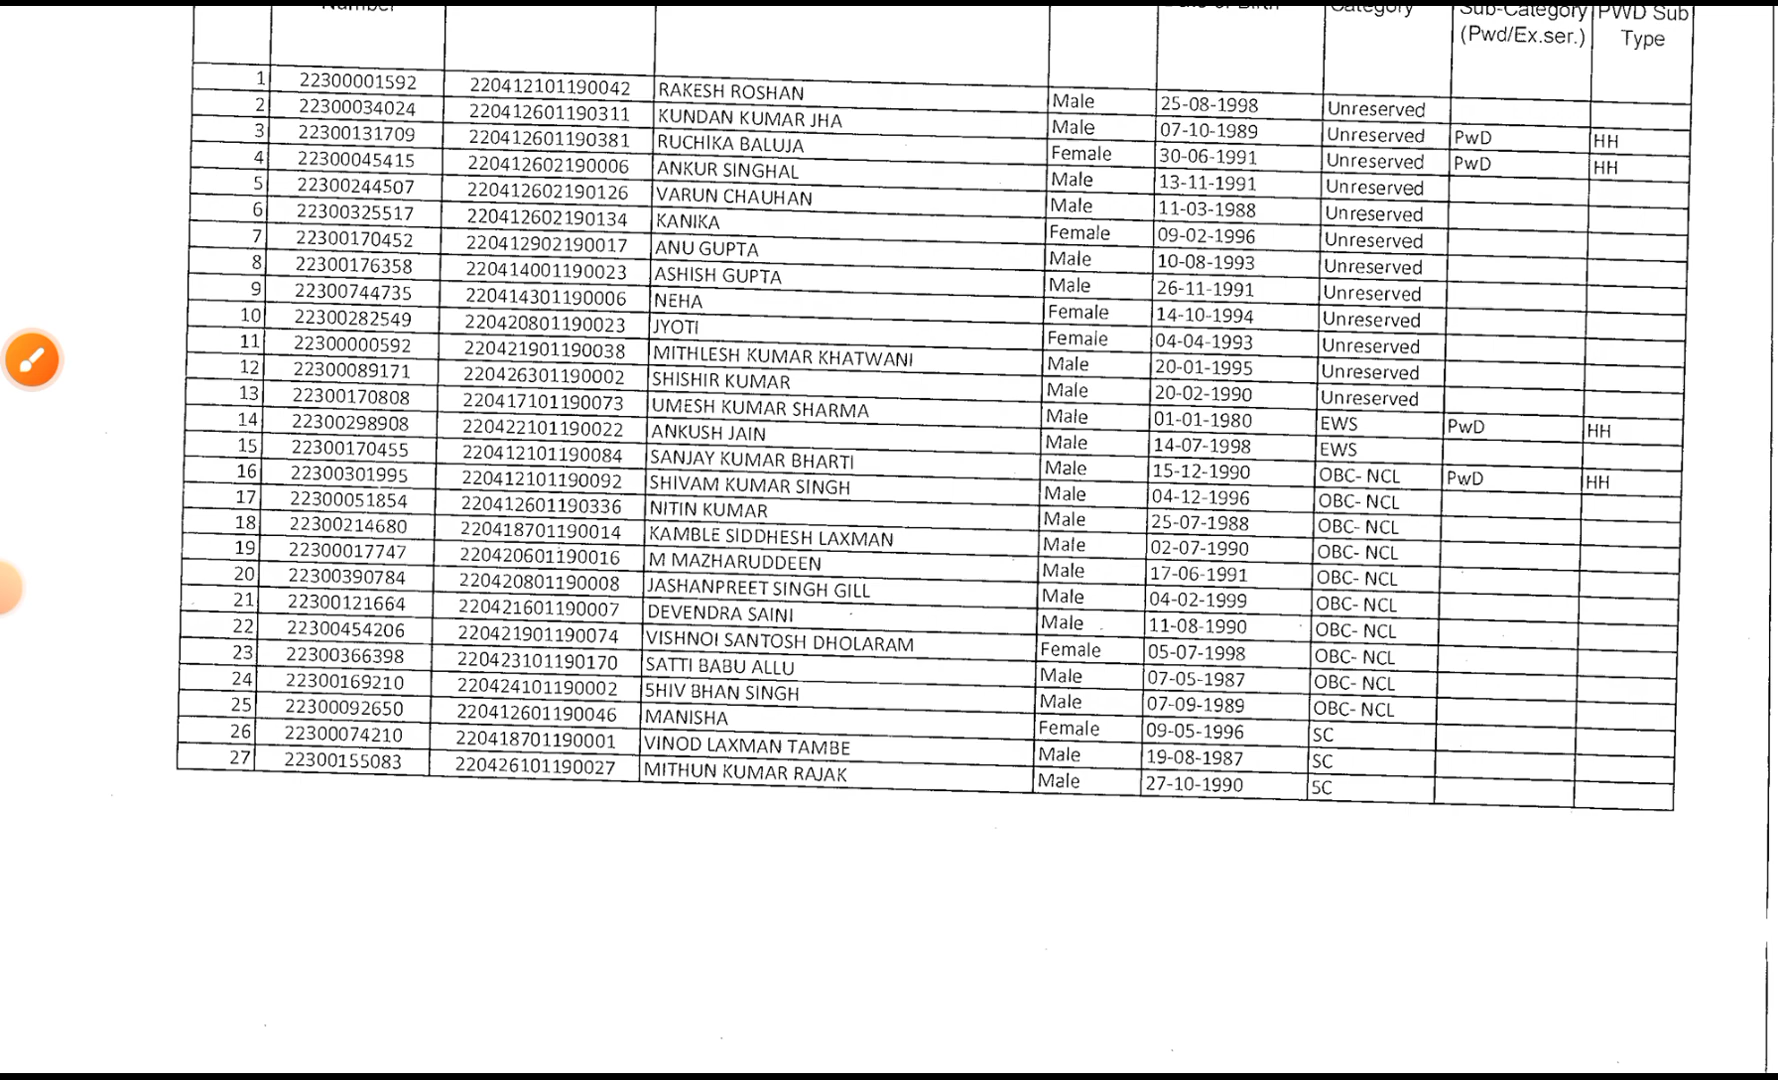 Number Date of Birth Category Sub-Category PWD Sub
(Pwd/Ex.ser.) Type
1 22300001592 220412101190042 RAKESH ROSHAN Male 25-08-1998 Unreserved
2 22300034024 220412601190311 KUNDAN KUMAR JHA Male 07-10-1989 Unreserved PwD HH
3 22300131709 220412601190381 RUCHIKA BALUJA Female 30-06-1991 Unreserved PwD HH
4 22300045415 220412602190006 ANKUR SINGHAL Male 13-11-1991 Unreserved
5 22300244507 220412602190126 VARUN CHAUHAN Male 11-03-1988 Unreserved
6 22300325517 220412602190134 KANIKA Female 09-02-1996 Unreserved
7 22300170452 220412902190017 ANU GUPTA Male 10-08-1993 Unreserved
8 22300176358 220414001190023 ASHISH GUPTA Male 26-11-1991 Unreserved
9 22300744735 220414301190006 NEHA Female 14-10-1994 Unreserved
10 22300282549 220420801190023 JYOTI Female 04-04-1993 Unreserved
11 22300000592 220421901190038 MITHLESH KUMAR KHATWANI Male 20-01-1995 Unreserved
12 22300089171 220426301190002 SHISHIR KUMAR Male 20-02-1990 Unreserved
13 22300170808 220417101190073 UMESH KUMAR SHARMA Male 01-01-1980 EWS PwD HH
14 22300298908 220422101190022 ANKUSH JAIN Male 14-07-1998 EWS
15 22300170455 220412101190084 SANJAY KUMAR BHARTI Male 15-12-1990 OBC- NCL PwD HH
16 22300301995 220412101190092 SHIVAM KUMAR SINGH Male 04-12-1996 OBC- NCL
17 22300051854 220412601190336 NITIN KUMAR Male 25-07-1988 OBC- NCL
18 22300214680 220418701190014 KAMBLE SIDDHESH LAXMAN Male 02-07-1990 OBC- NCL
19 22300017747 220420601190016 M MAZHARUDDEEN Male 17-06-1991 OBC- NCL
20 22300390784 220420801190008 JASHANPREET SINGH GILL Male 04-02-1999 OBC- NCL
21 22300121664 220421601190007 DEVENDRA SAINI Male 11-08-1990 OBC- NCL
22 22300454206 220421901190074 VISHNOI SANTOSH DHOLARAM Female 05-07-1998 OBC- NCL
23 22300366398 220423101190170 SATTI BABU ALLU Male 07-05-1987 OBC- NCL
24 22300169210 220424101190002 SHIV BHAN SINGH Male 07-09-1989 OBC- NCL
25 22300092650 220412601190046 MANISHA Female 09-05-1996 SC
26 22300074210 220418701190001 VINOD LAXMAN TAMBE Male 19-08-1987 SC
27 22300155083 220426101190027 MITHUN KUMAR RAJAK Male 27-10-1990 SC